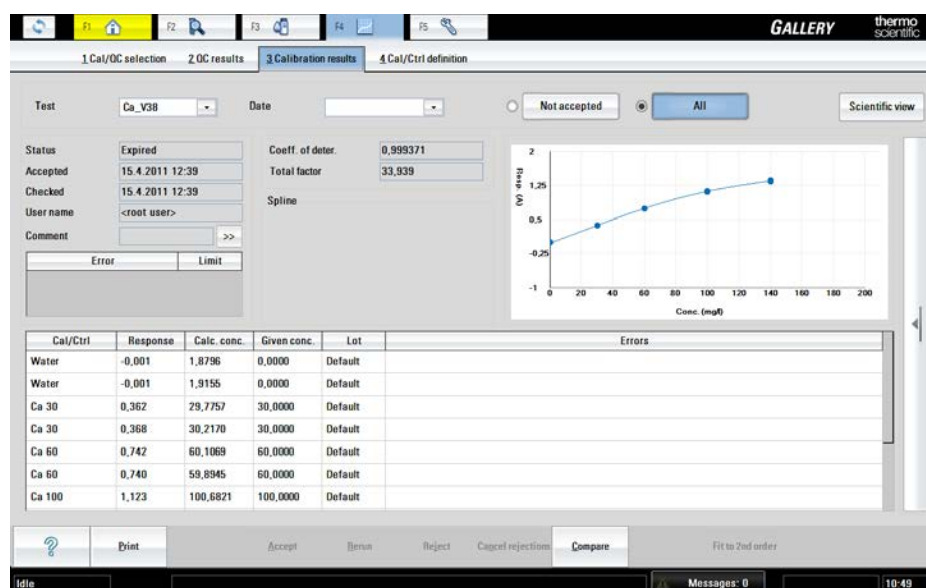 F1 F2 F3 F4 F5 GALLERY thermo scientific
1 Cal/QC selection 2 QC results 3 Calibration results 4 Cal/Ctrl definition
Test Ca_V38 Date Not accepted All Scientific view
Status Expired Coeff. of deter. 0,999371
Accepted 15.4.2011 12:39 Total factor 33,939
Checked 15.4.2011 12:39
Spline
User name <root user>
Comment >>
Error Limit
Resp. (A)
2
1,25
0,5
-0,25
-1
0 20 40 60 80 100 120 140 160 180 200
Conc. (mg/l)
Cal/Ctrl Response Calc. conc. Given conc. Lot Errors
Water -0,001 1,8796 0,0000 Default
Water -0,001 1,9155 0,0000 Default
Ca 30 0,362 29,7757 30,0000 Default
Ca 30 0,368 30,2170 30,0000 Default
Ca 60 0,742 60,1069 60,0000 Default
Ca 60 0,740 59,8945 60,0000 Default
Ca 100 1,123 100,6821 100,0000 Default
? Print Accept Rerun Reject Cancel rejections Compare Fit to 2nd order
Idle Messages: 0 10:49